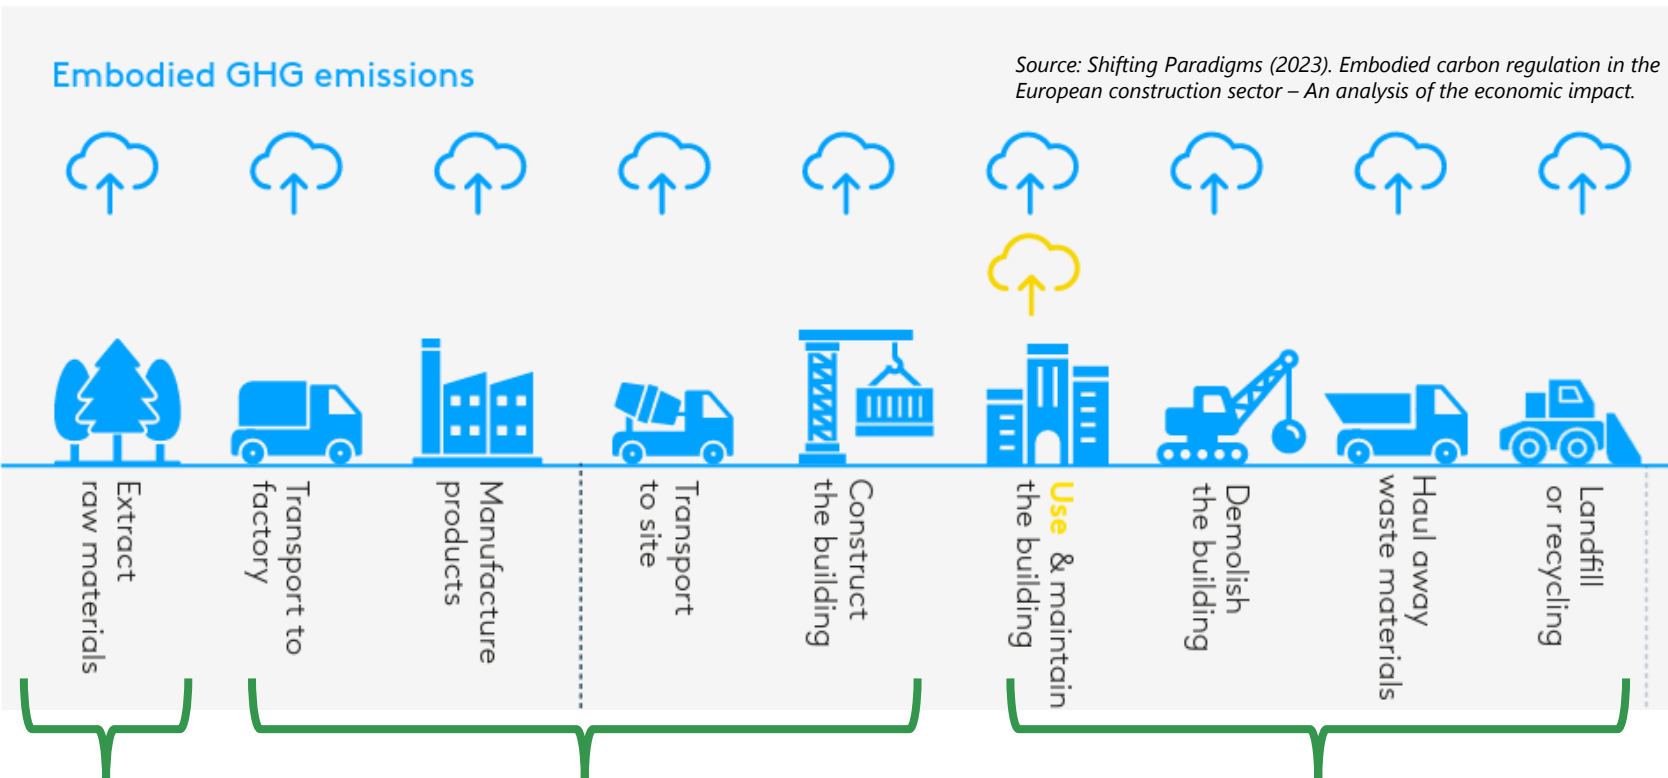 Embodied GHG emissions
Source: Shifting Paradigms (2023). Embodied carbon regulation in the
European construction sector – An analysis of the economic impact.
Extract
raw materials
Transport to
factory
Manufacture
products
Transport
to site
Construct
the building
Use & maintain
the building
Demolish
the building
Haul away
waste materials
Landfill
or recycling